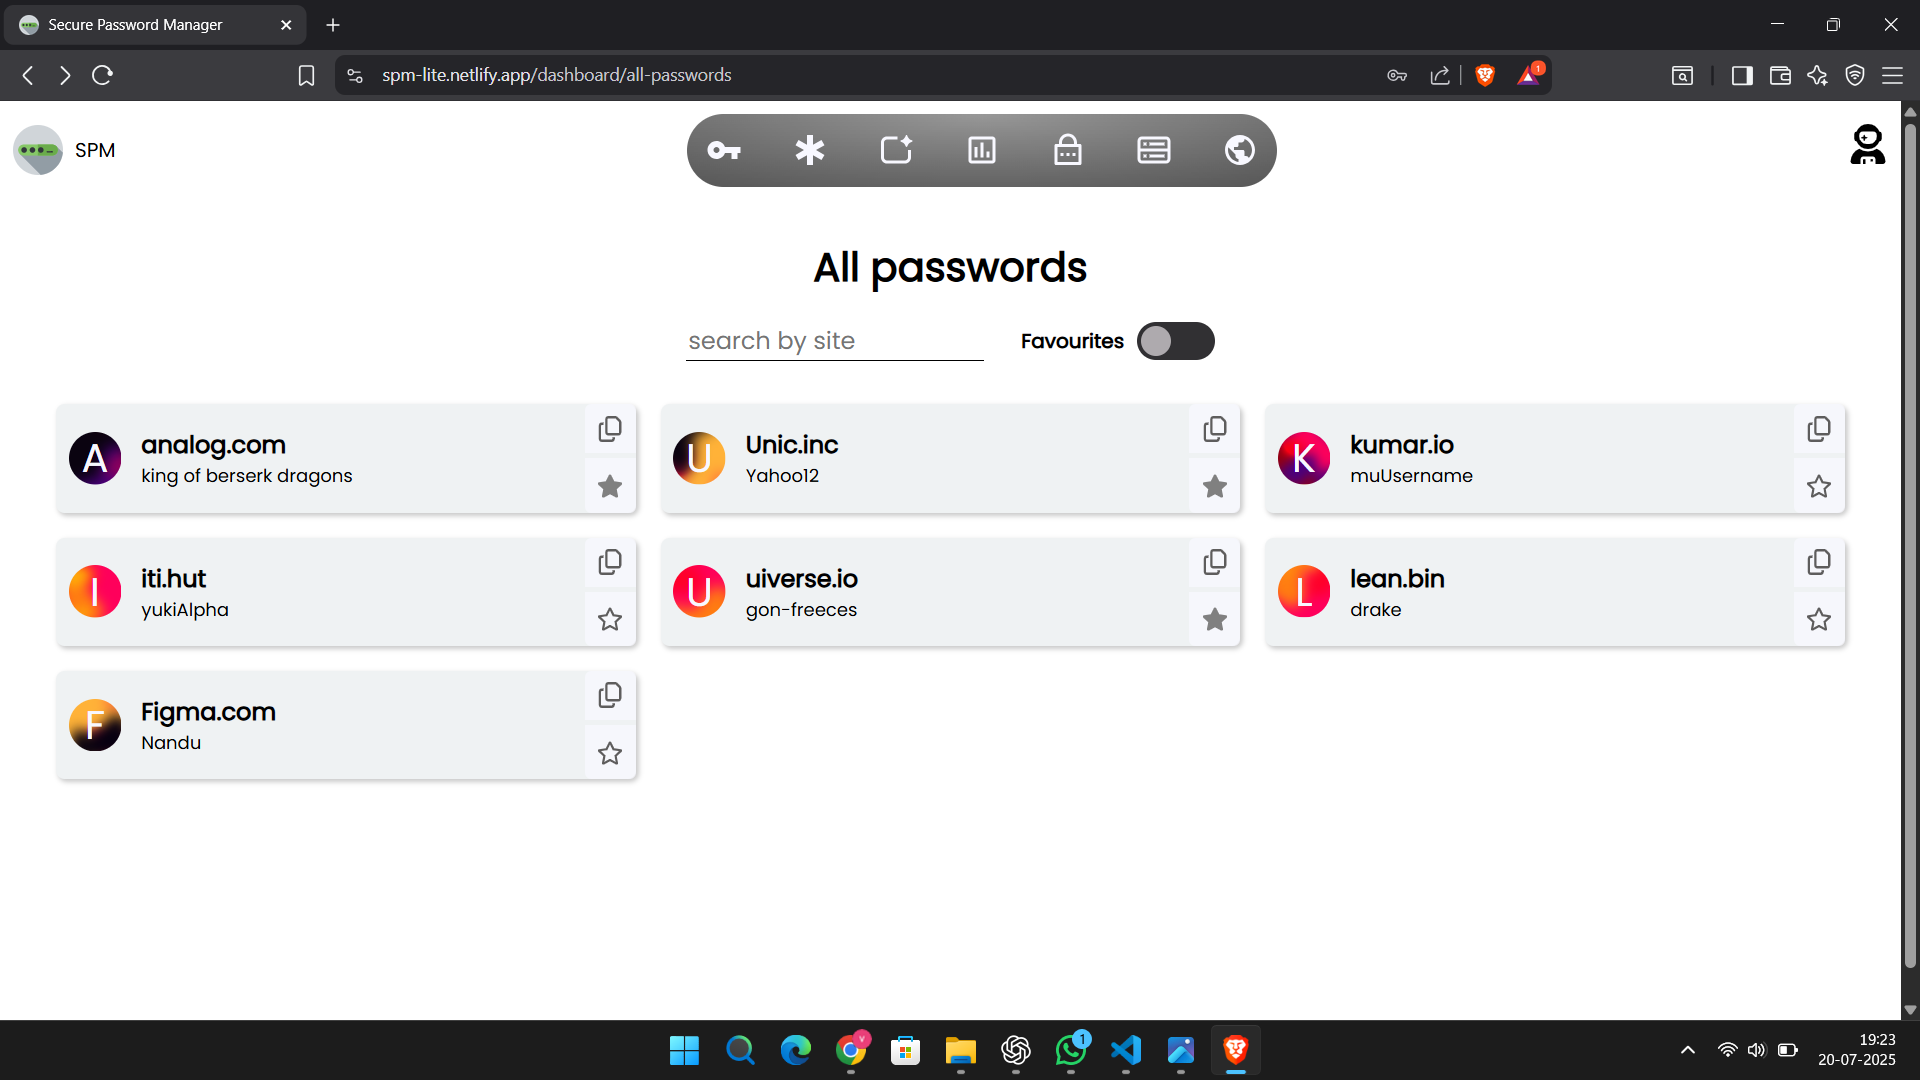 Secure Password Manager
spm-lite.netlify.app/dashboard/all-passwords
1
SPM
All passwords
search by site
Favourites
A
analog.com
king of berserk dragons
U
Unic.inc
Yahoo12
K
kumar.io
muUsername
I
iti.hut
yukiAlpha
U
uiverse.io
gon-freeces
L
lean.bin
drake
F
Figma.com
Nandu
V
1
19:23
20-07-2025